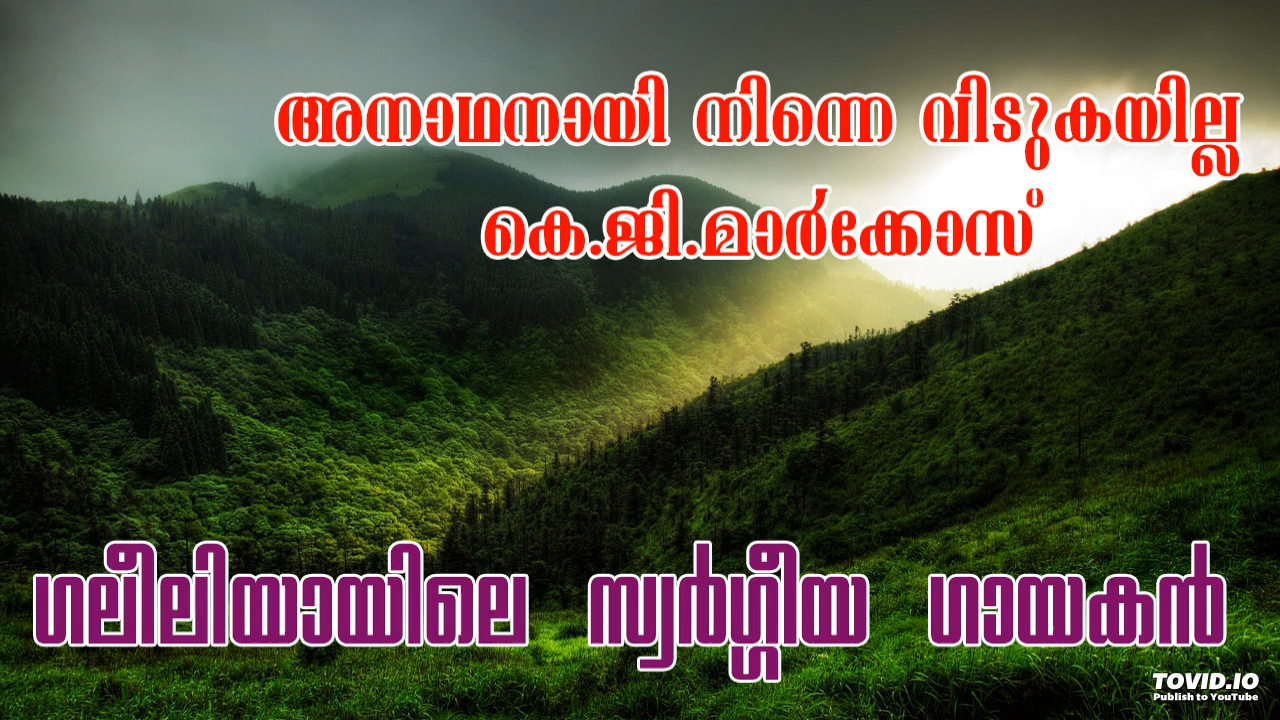 അനാഥനായി നിന്നെ വിടുകയില്ല
കെ.ജി.മാർക്കോസ്
ഗലീലിയായിലെ സ്വർഗ്ഗീയ ഗായകൻ
TOVID.IO
Publish to YouTube